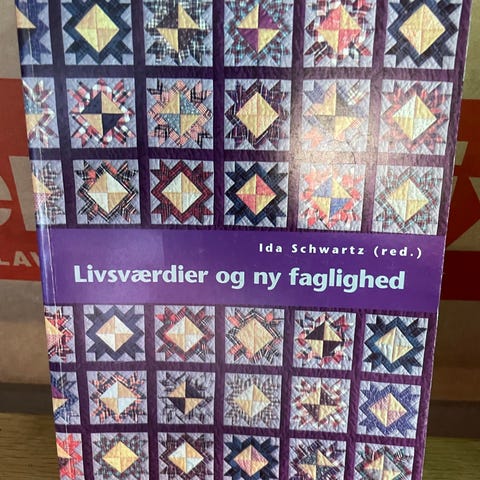 Ida Schwartz (red.)
Livsværdier og ny faglighed